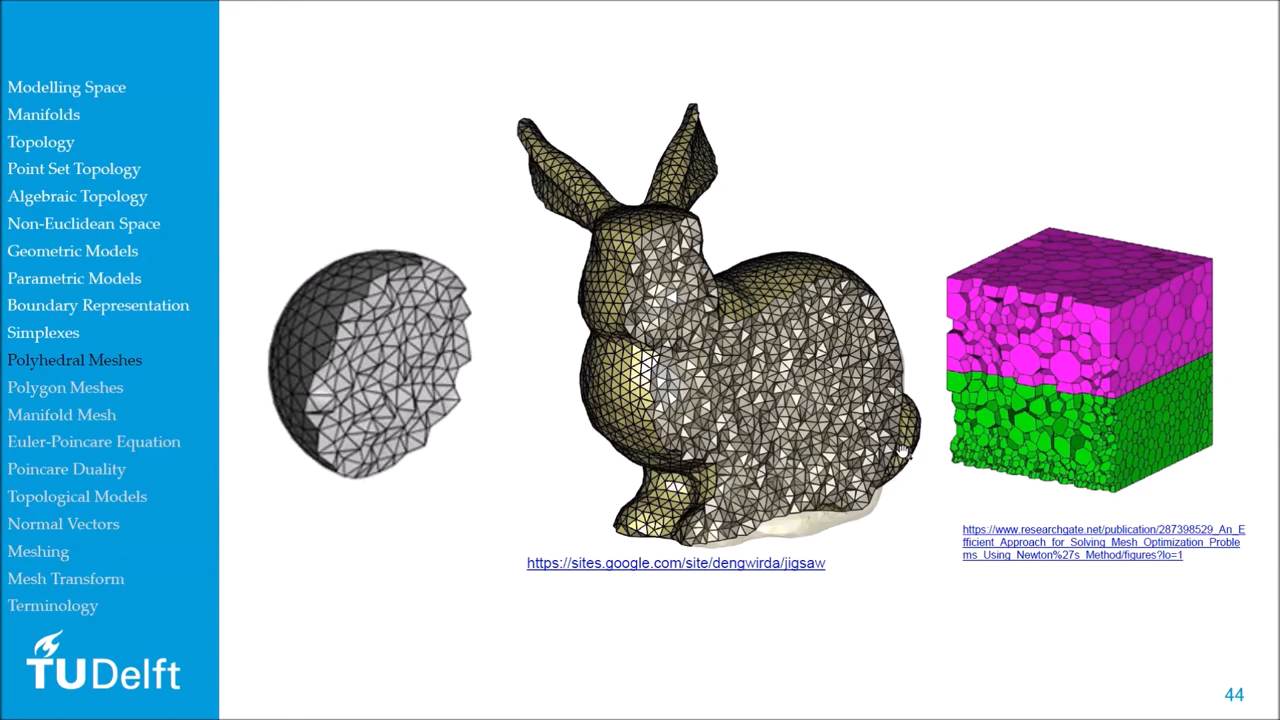 Modelling Space
Manifolds
Topology
Point Set Topology
Algebraic Topology
Non-Euclidean Space
Geometric Models
Parametric Models
Boundary Representation
Simplexes
Polyhedral Meshes
Polygon Meshes
Manifold Mesh
Euler-Poincare Equation
Poincare Duality
Topological Models
Normal Vectors
Meshing
Mesh Transform
Terminology
TUDelft
https://sites.google.com/site/dengwirda/jigsaw
https://www.researchgate.net/publication/287398529_An_E
fficient_Approach_for_Solving_Mesh_Optimization_Proble
ms_Using_Newton%27s_Method/figures?lo=1
44